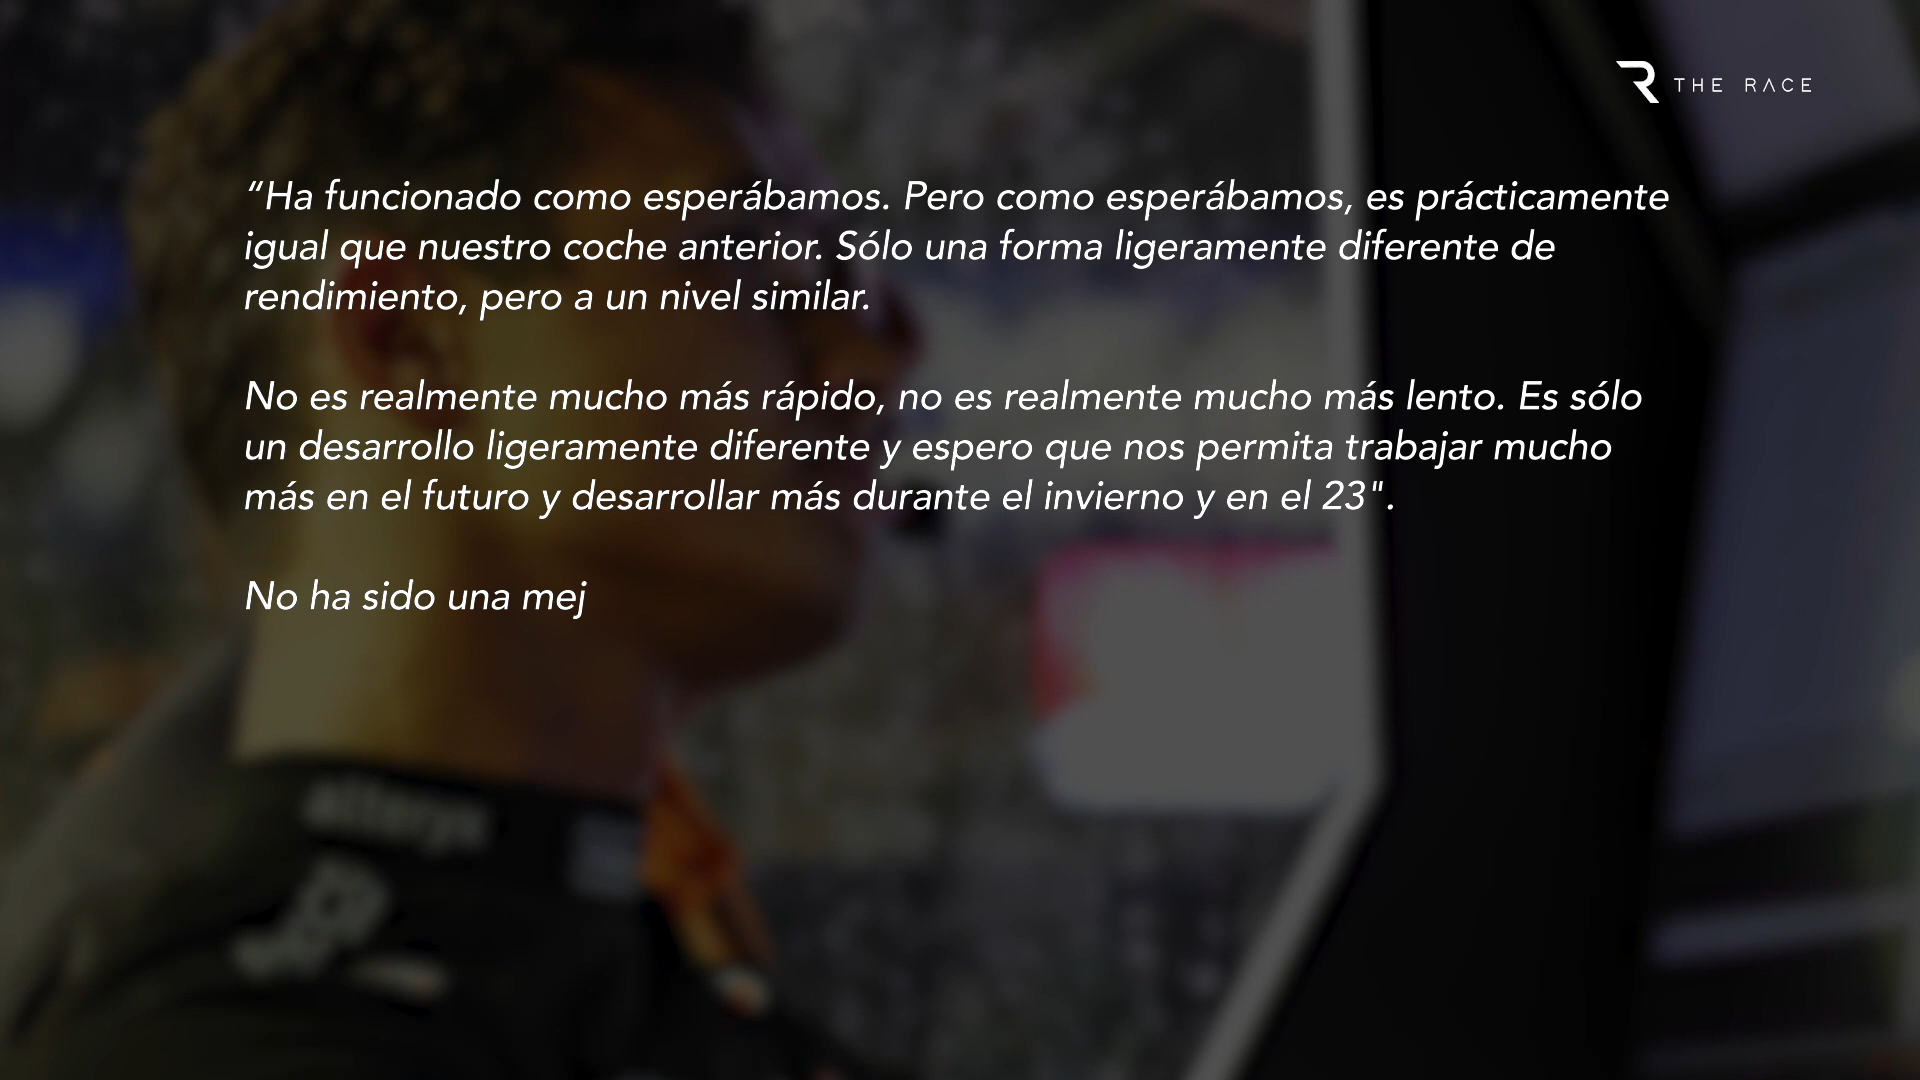 THE RACE
“Ha funcionado como esperábamos. Pero como esperábamos, es prácticamente
igual que nuestro coche anterior. Sólo una forma ligeramente diferente de
rendimiento, pero a un nivel similar.
No es realmente mucho más rápido, no es realmente mucho más lento. Es sólo
un desarrollo ligeramente diferente y espero que nos permita trabajar mucho
más en el futuro y desarrollar más durante el invierno y en el 23".
No ha sido una mej
alteryx